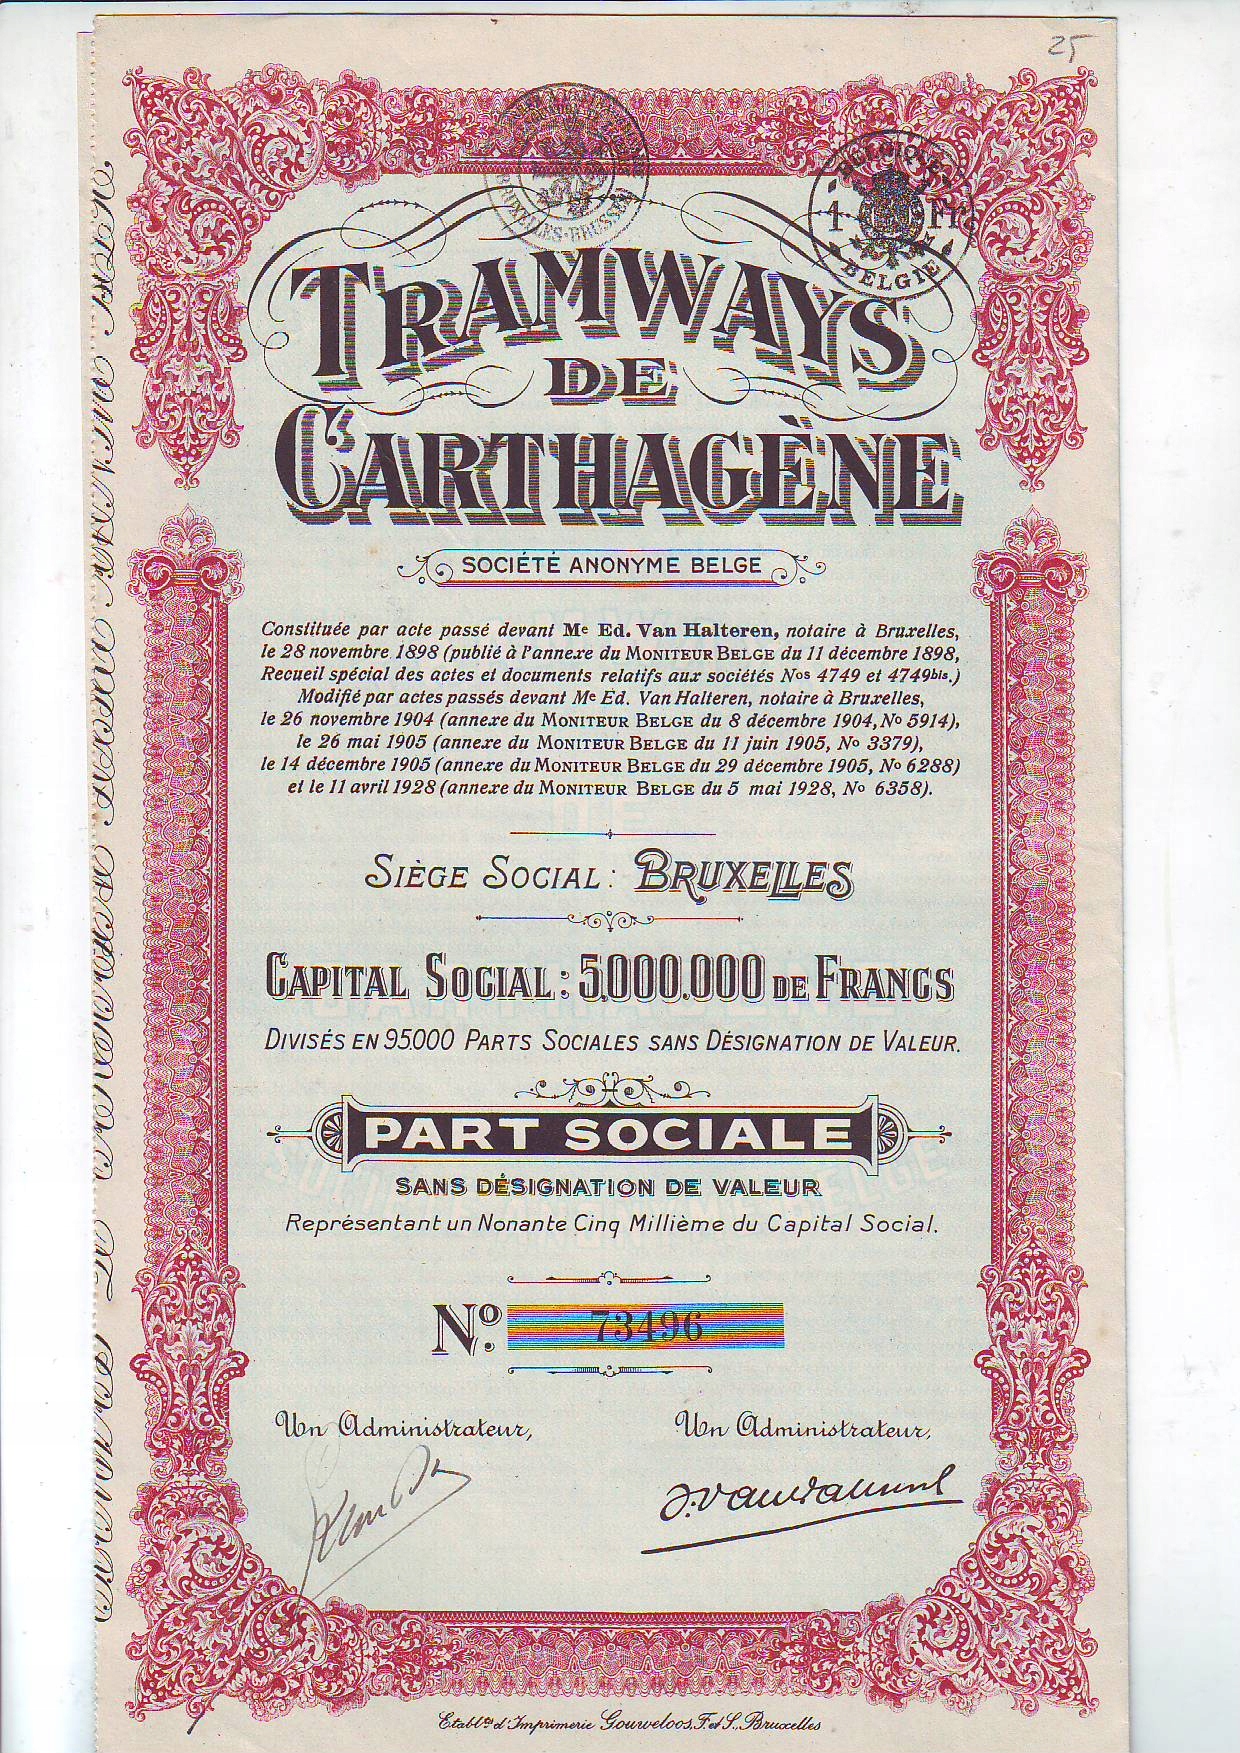 25
BRUXELLES-BRUSSEL
BELGIQUE
1 Fr
BELGIE
TRAMWAYS
DE
CARTHAGÈNE
SOCIÉTÉ ANONYME BELGE
Constituée par acte passé devant Me Ed. Van Halteren, notaire à Bruxelles,
le 28 novembre 1898 (publié à l'annexe du MONITEUR BELGE du 11 décembre 1898,
Recueil spécial des actes et documents relatifs aux sociétés Nos 4749 et 4749bis.)
Modifié par actes passés devant Me Ed. Van Halteren, notaire à Bruxelles,
le 26 novembre 1904 (annexe du MONITEUR BELGE du 8 décembre 1904, No 5914),
le 26 mai 1905 (annexe du MONITEUR BELGE du 11 juin 1905, No 3379),
le 14 décembre 1905 (annexe du MONITEUR BELGE du 29 décembre 1905, No 6288)
et le 11 avril 1928 (annexe du MONITEUR BELGE du 5 mai 1928, No 6358).
SIÈGE SOCIAL : BRUXELLES
CAPITAL SOCIAL : 5.000.000 DE FRANCS
DIVISÉS EN 95.000 PARTS SOCIALES SANS DÉSIGNATION DE VALEUR.
PART SOCIALE
SANS DÉSIGNATION DE VALEUR
Représentant un Nonante Cinq Millième du Capital Social.
No. 73496
Un Administrateur, Un Administrateur,
Etablts d'Imprimerie Gouweloos, F. et S., Bruxelles